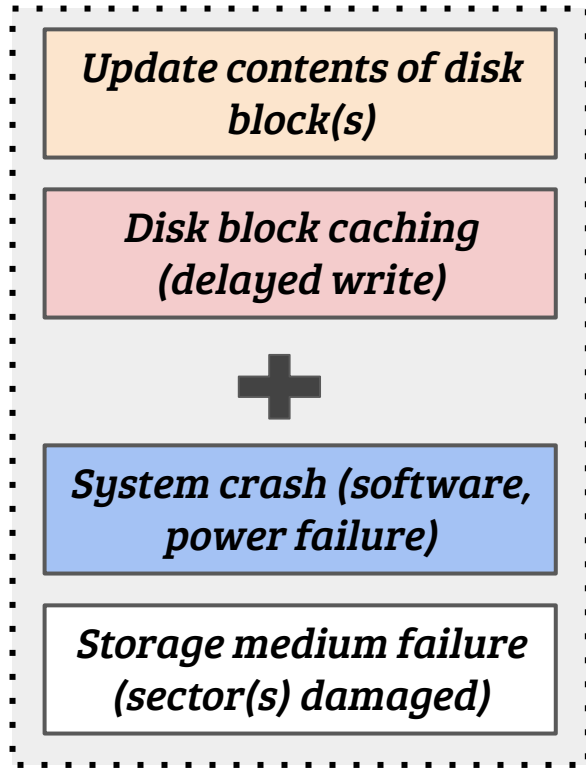 Update contents of disk
block(s)
Disk block caching
(delayed write)
System crash (software,
power failure)
Storage medium failure
(sector(s) damaged)